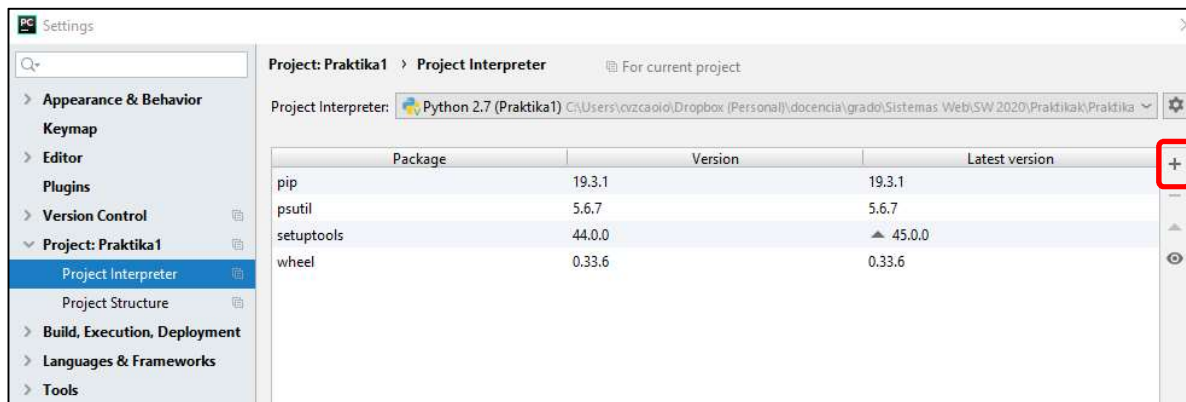 PC Settings
Project: Praktika1 > Project Interpreter For current project
Appearance & Behavior
Keymap
Editor
Plugins
Version Control
Project: Praktika1
Project Interpreter
Project Structure
Build, Execution, Deployment
Languages & Frameworks
Tools
Project Interpreter: Python 2.7 (Praktika1) C:\Users\cvzcaoio\Dropbox (Personal)\docencia\grado\Sistemas Web\SW 2020\Praktikak\Praktika
Package Version Latest version
pip 19.3.1 19.3.1
psutil 5.6.7 5.6.7
setuptools 44.0.0 45.0.0
wheel 0.33.6 0.33.6